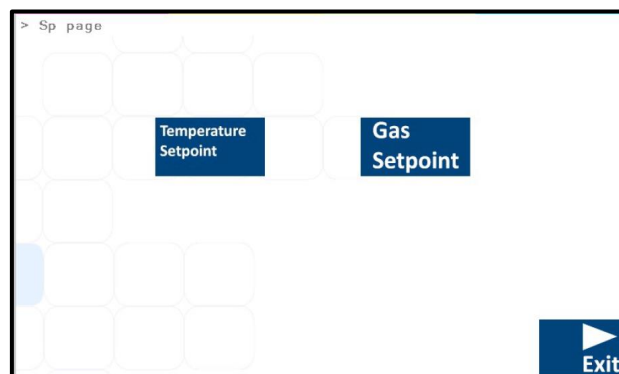 > Sp page
Temperature
Setpoint
Gas
Setpoint
Exit